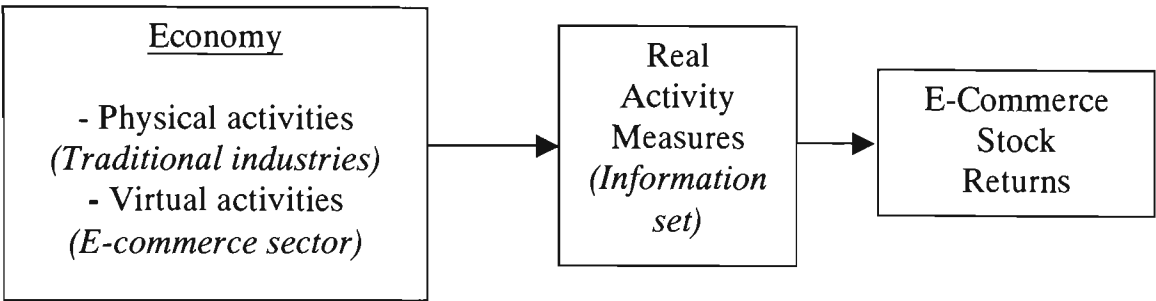 Economy
- Physical activities
(Traditional industries)
- Virtual activities
(E-commerce sector)
Real
Activity
Measures
(Information
set)
E-Commerce
Stock
Returns